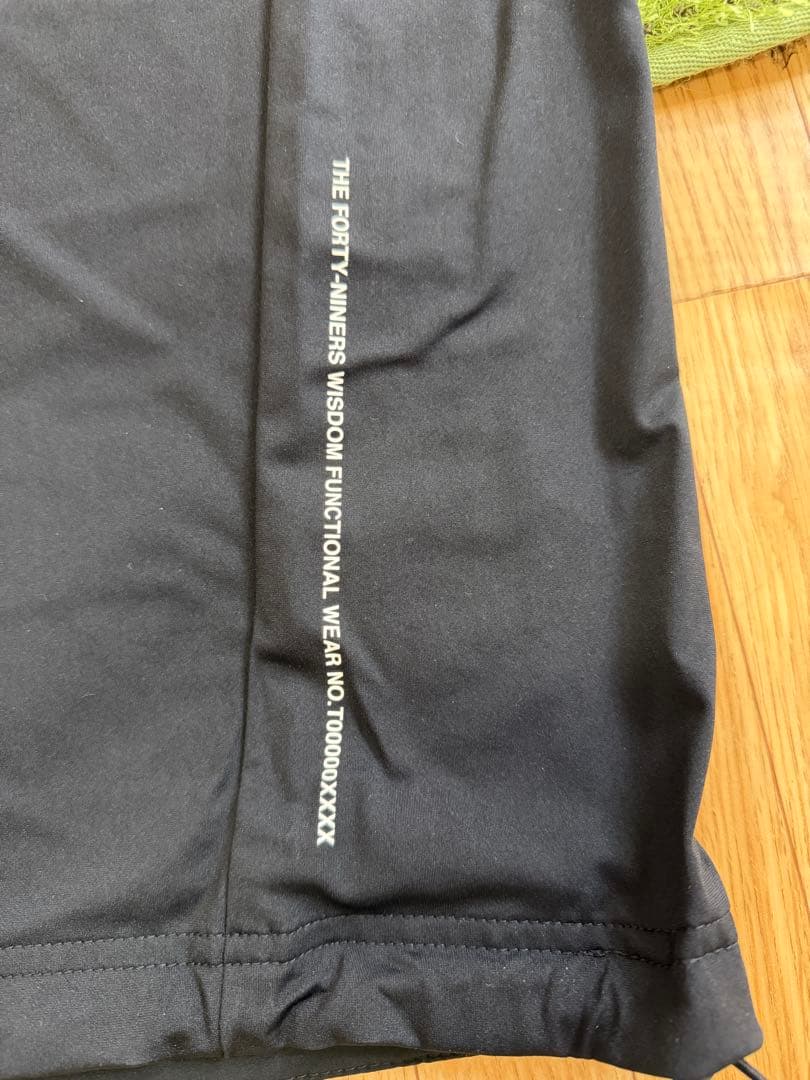 THE FORTY-NINERS WISDOM FUNCTIONAL WEAR NO.T00000XXXX